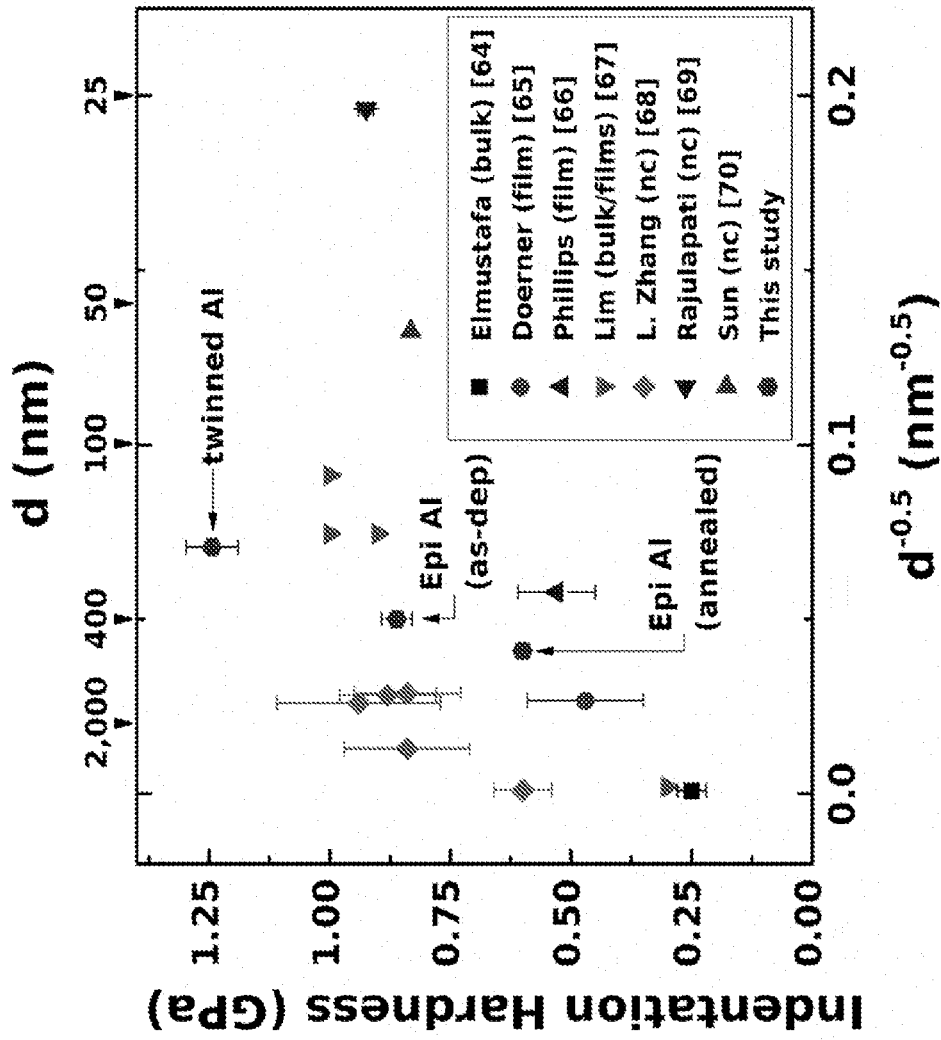 d (nm)
2,000 400 100 50 25
1.25
1.00
0.75
0.50
0.25
0.00
Indentation Hardness (GPa)
twinned Al
Epi Al
(as-dep)
Epi Al
(annealed)
Elmustafa (bulk) [64]
Doerner (film) [65]
Phillips (film) [66]
Lim (bulk/films) [67]
L. Zhang (nc) [68]
Rajulapati (nc) [69]
Sun (nc) [70]
This study
0.0 0.1 0.2
d⁻⁰·⁵ (nm⁻⁰·⁵)